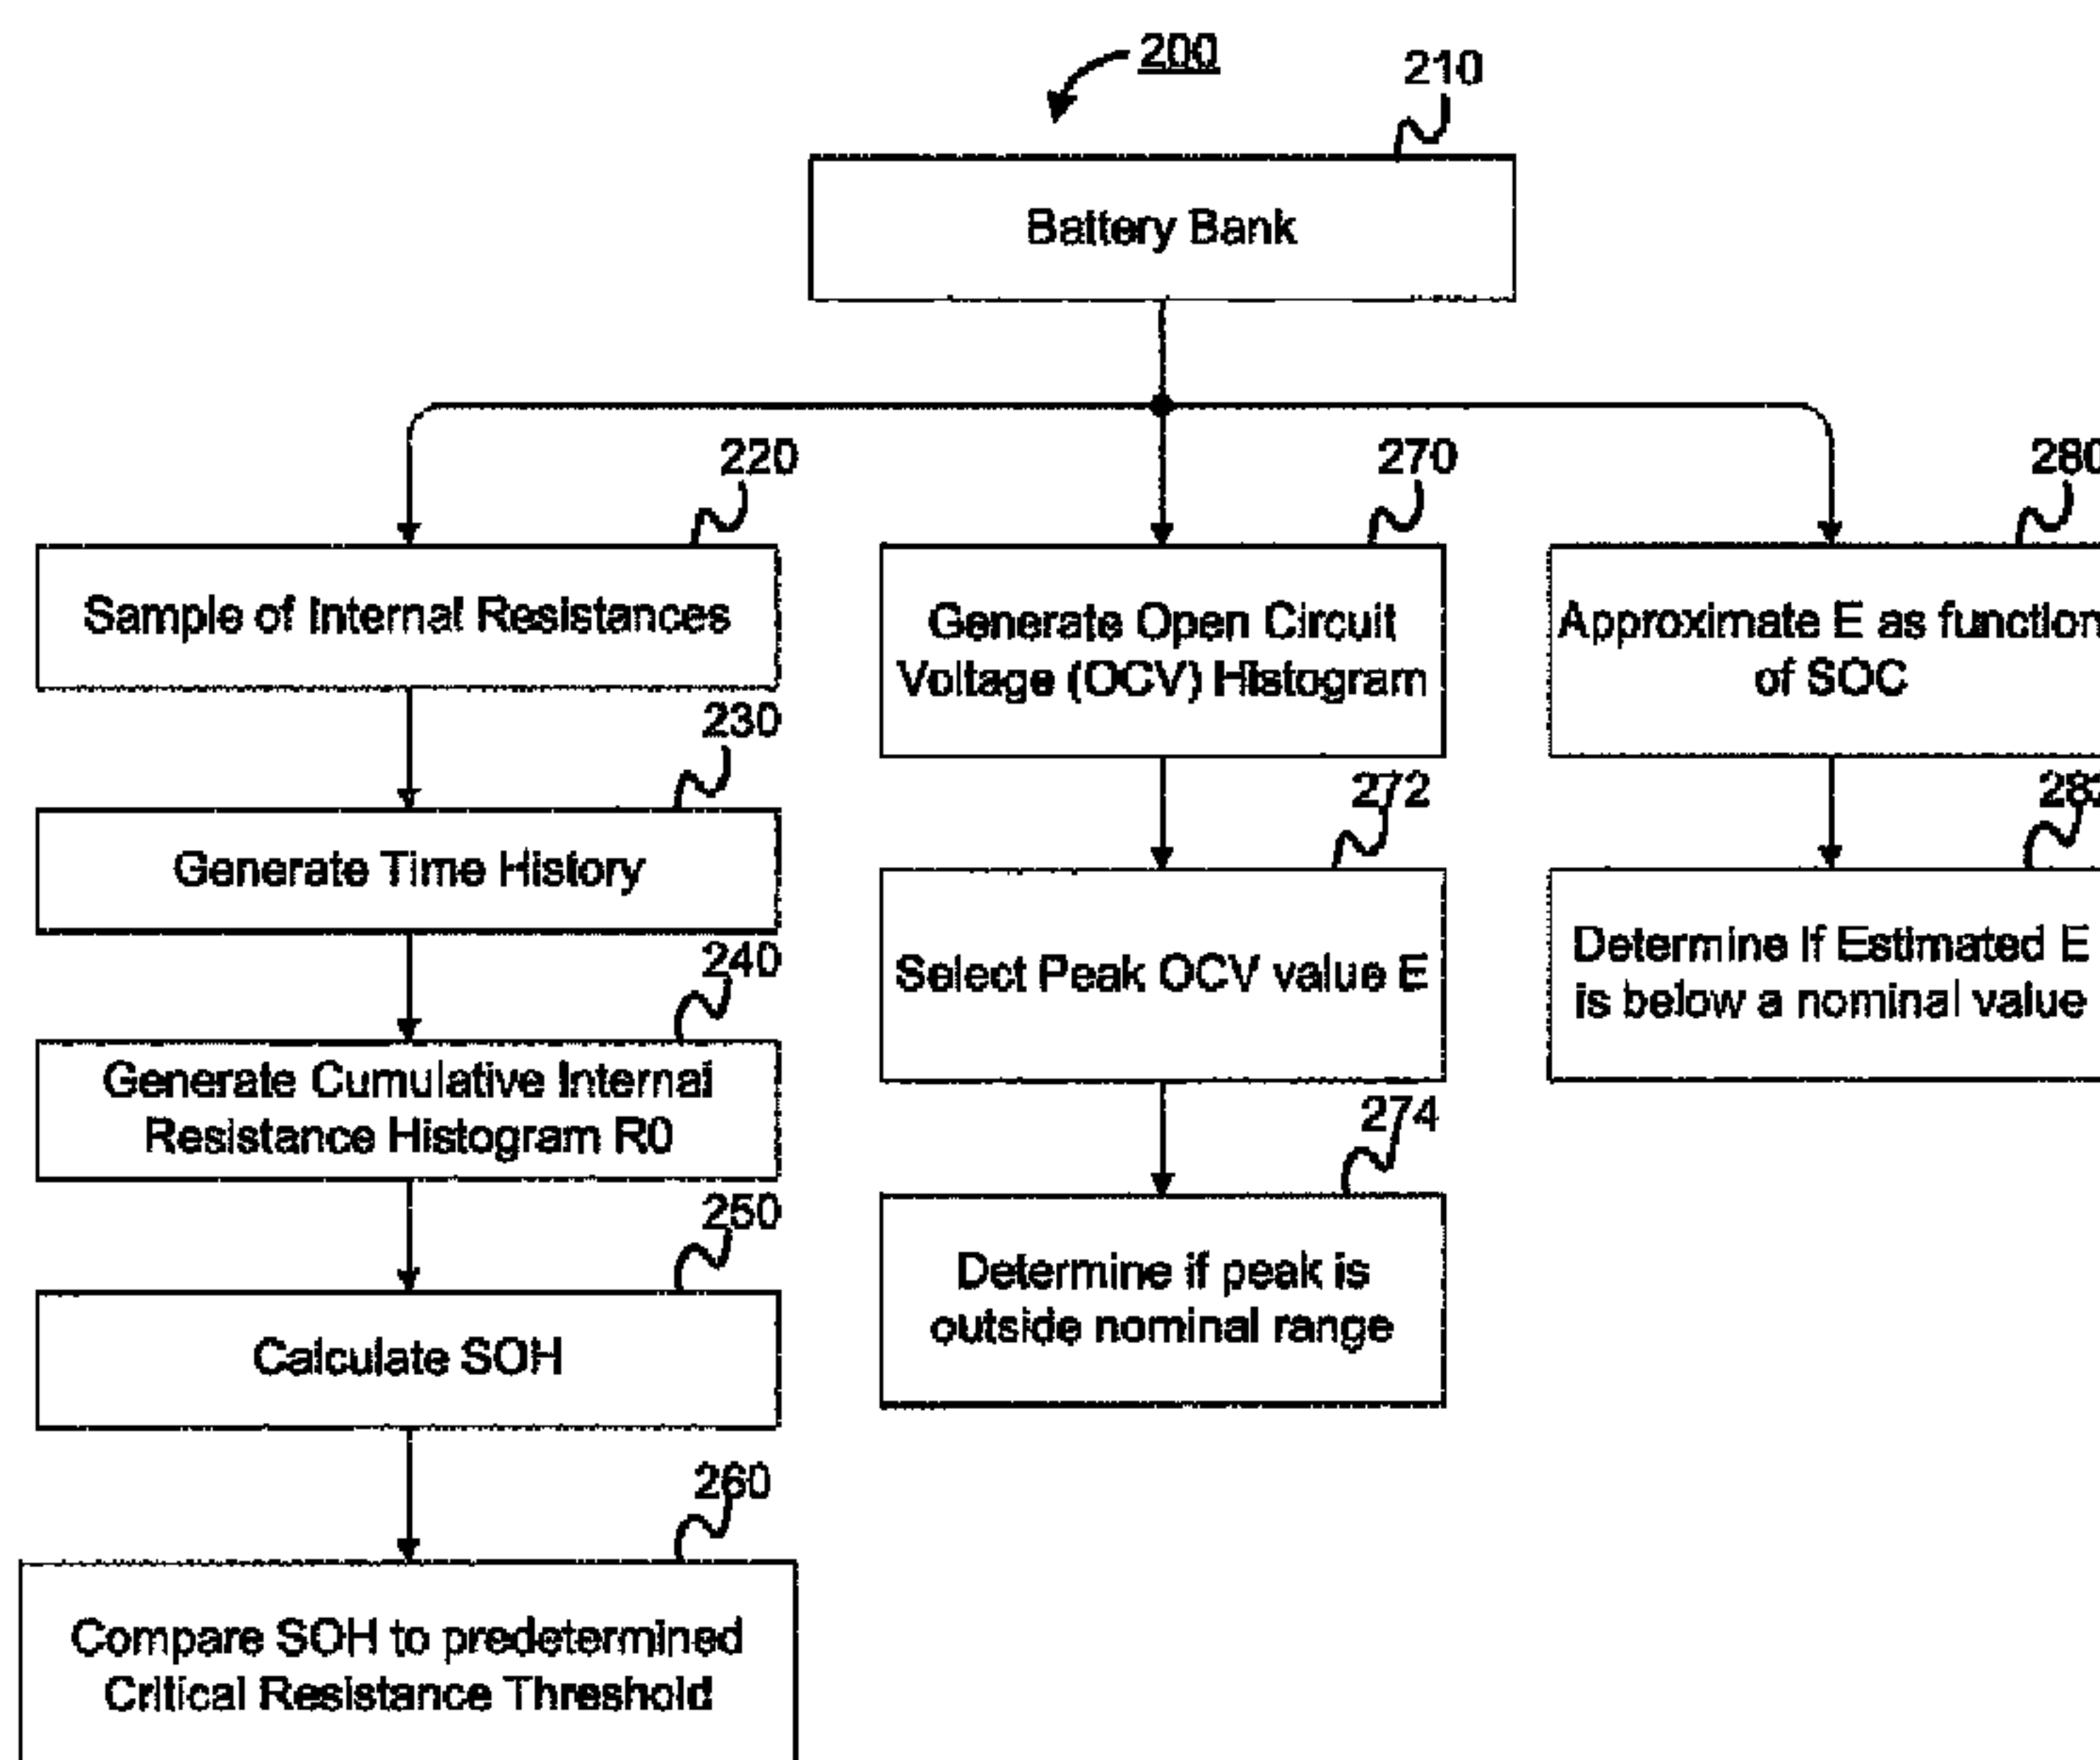 200
210
Battery Bank
220
270
280
Sample of Internal Resistances
Generate Open Circuit
Voltage (OCV) Histogram
Approximate E as function
of SOC
230
272
Generate Time History
Select Peak OCV value E
Determine if Estimated E
is below a nominal value
240
274
Generate Cumulative Internal
Resistance Histogram R0
250
Determine if peak is
outside nominal range
Calculate SOH
260
Compare SOH to predetermined
Critical Resistance Threshold